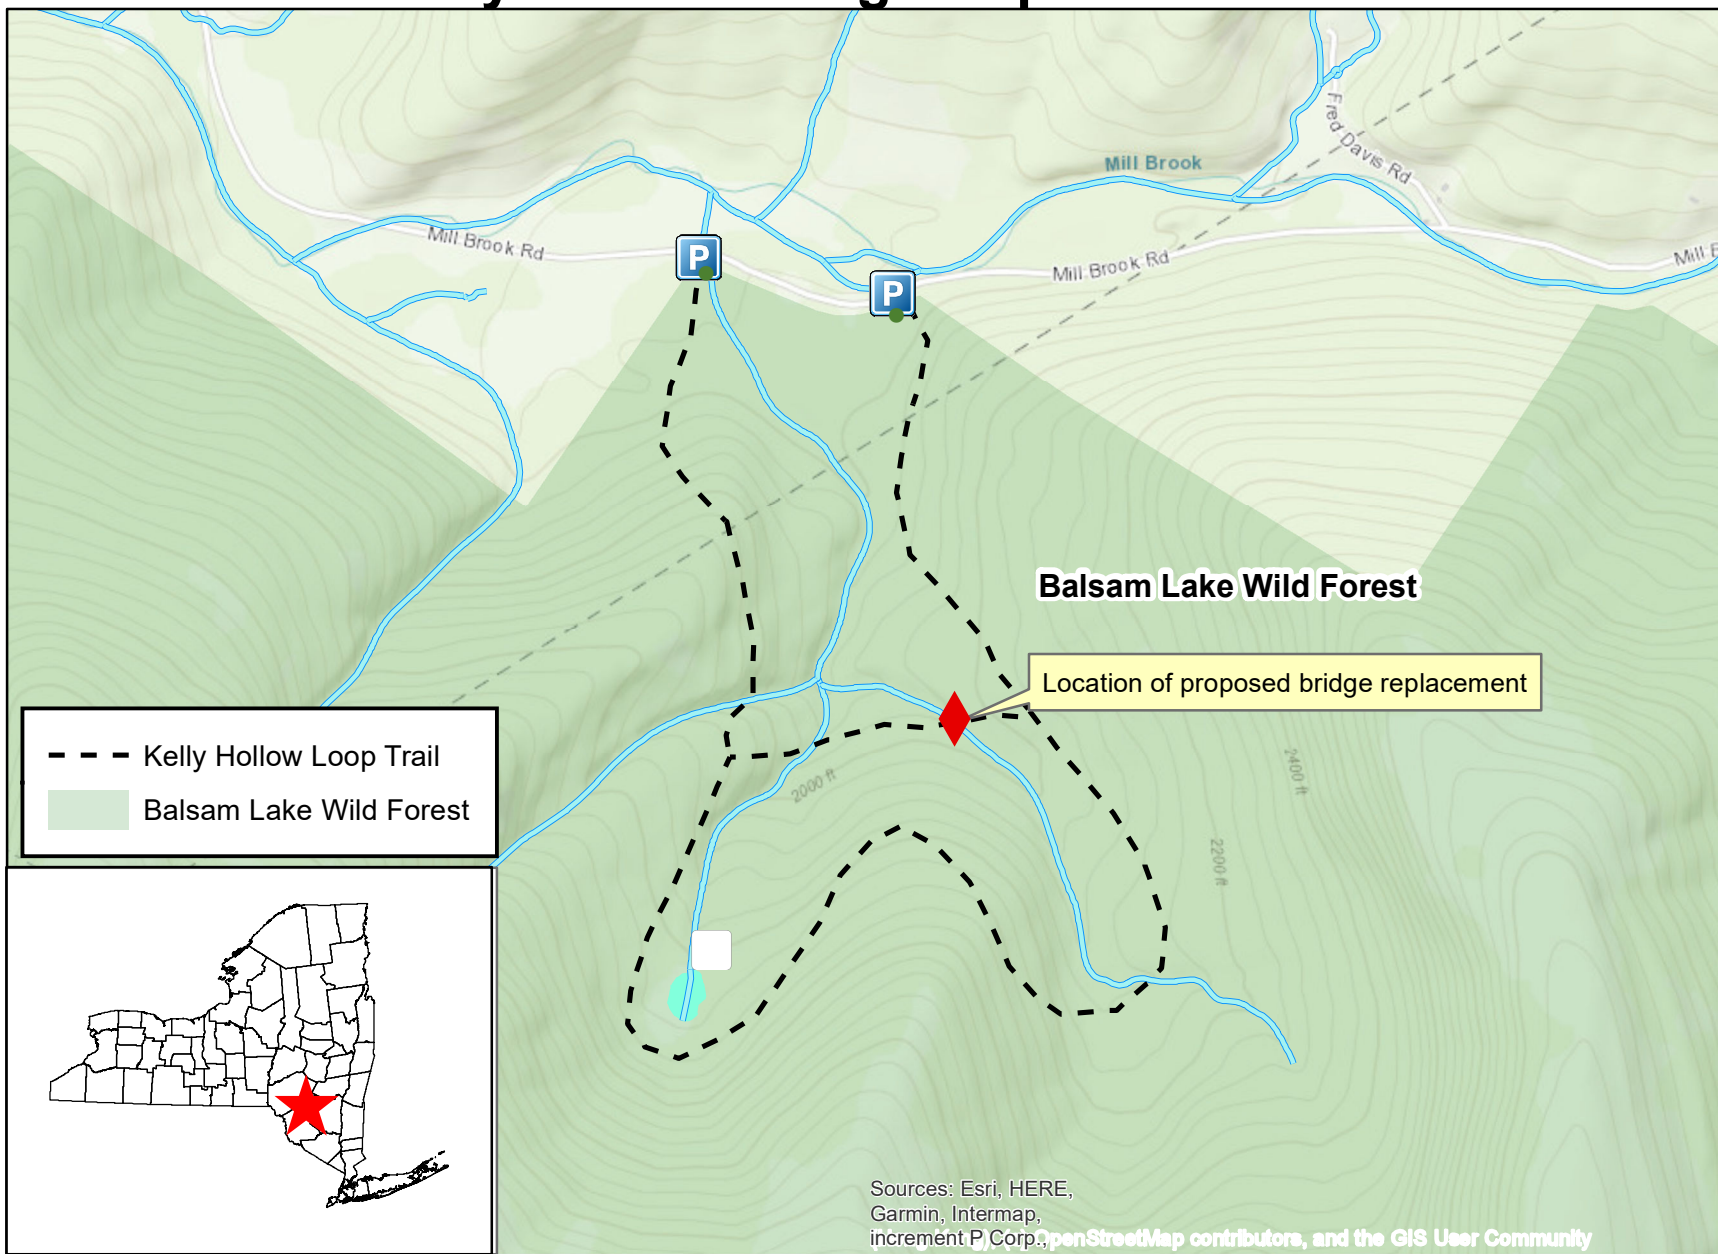 Mill Brook
Fred Davis Rd
Mill Brook Rd
P
P
Mill Brook Rd
Mill
Balsam Lake Wild Forest
Location of proposed bridge replacement
Kelly Hollow Loop Trail
Balsam Lake Wild Forest
2000 ft
2400 ft
2200 ft
Sources: Esri, HERE,
Garmin, Intermap,
increment P Corp.,
OpenStreetMap contributors, and the GIS User Community